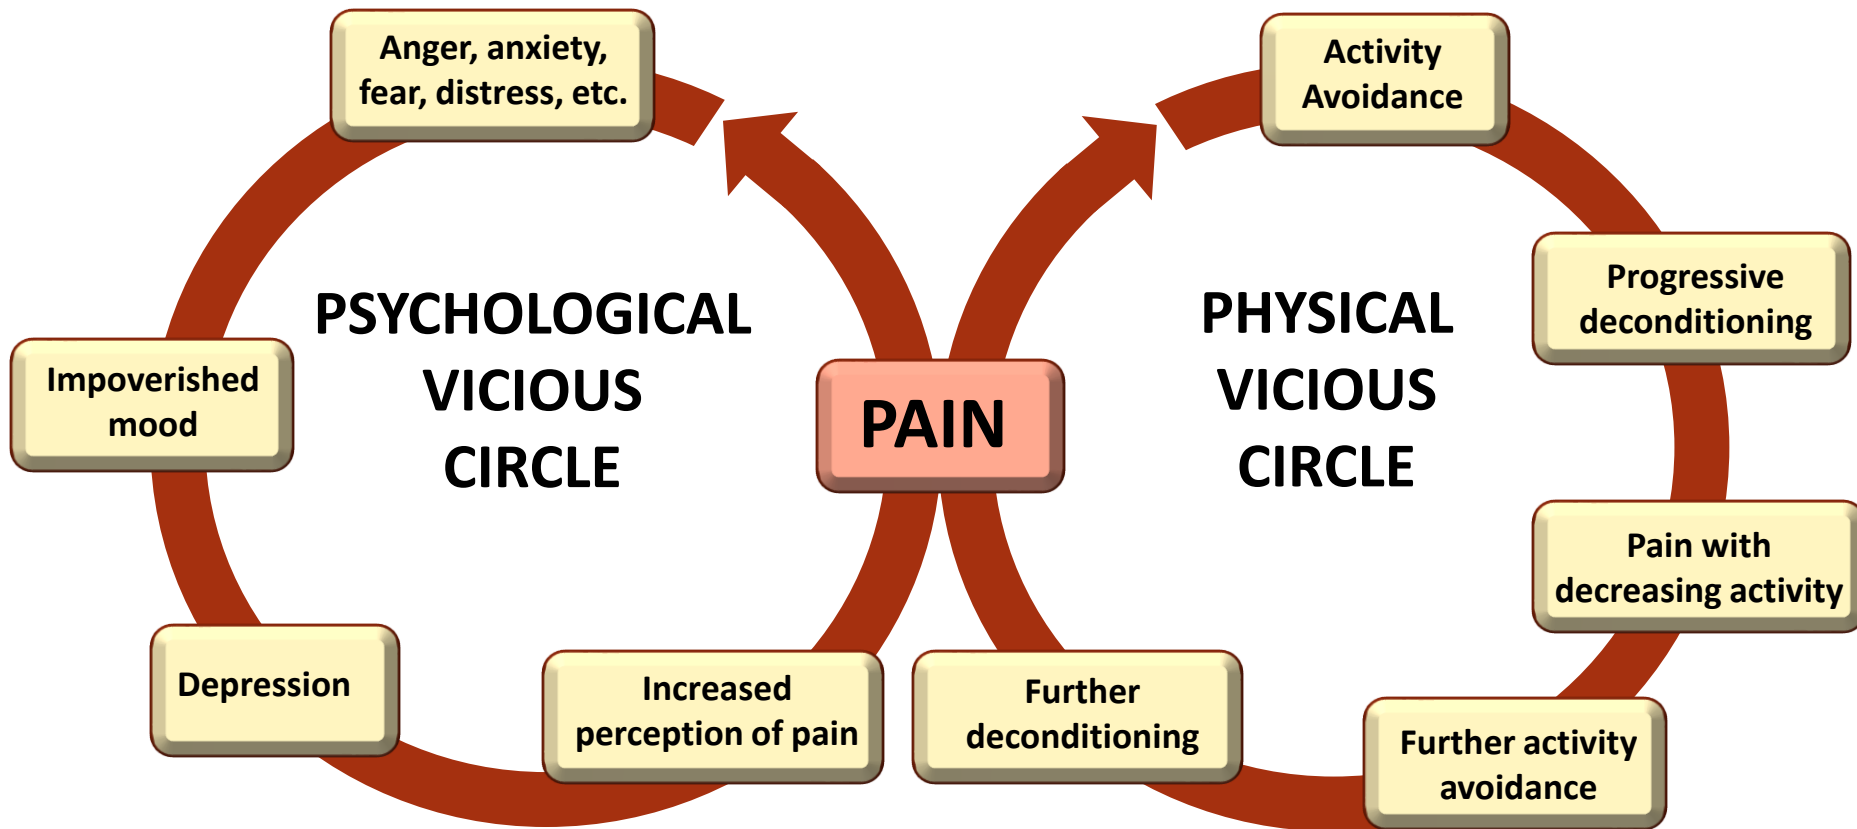 Anger, anxiety,
fear, distress, etc.
Impoverished
mood
Depression
Increased
perception of pain
PSYCHOLOGICAL
VICIOUS
CIRCLE
PAIN
PHYSICAL
VICIOUS
CIRCLE
Activity
Avoidance
Progressive
deconditioning
Pain with
decreasing activity
Further activity
avoidance
Further
deconditioning